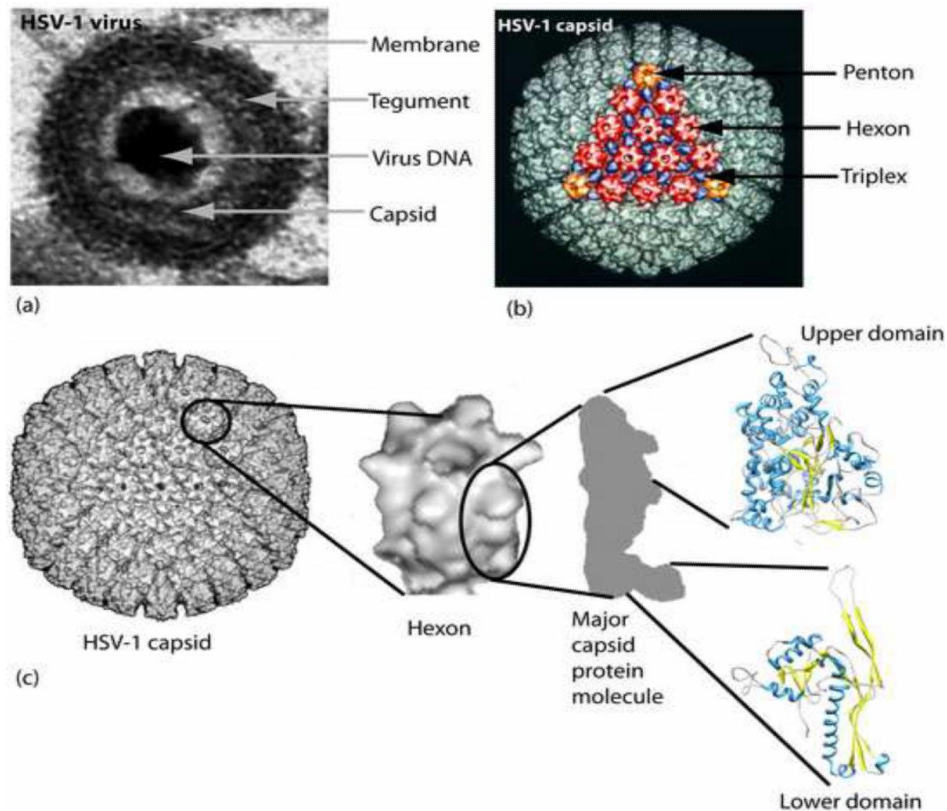 HSV-1 virus
Membrane
Tegument
Virus DNA
Capsid
(a)
HSV-1 capsid
Penton
Hexon
Triplex
(b)
Upper domain
HSV-1 capsid
Hexon
Major
capsid
protein
molecule
(c)
Lower domain